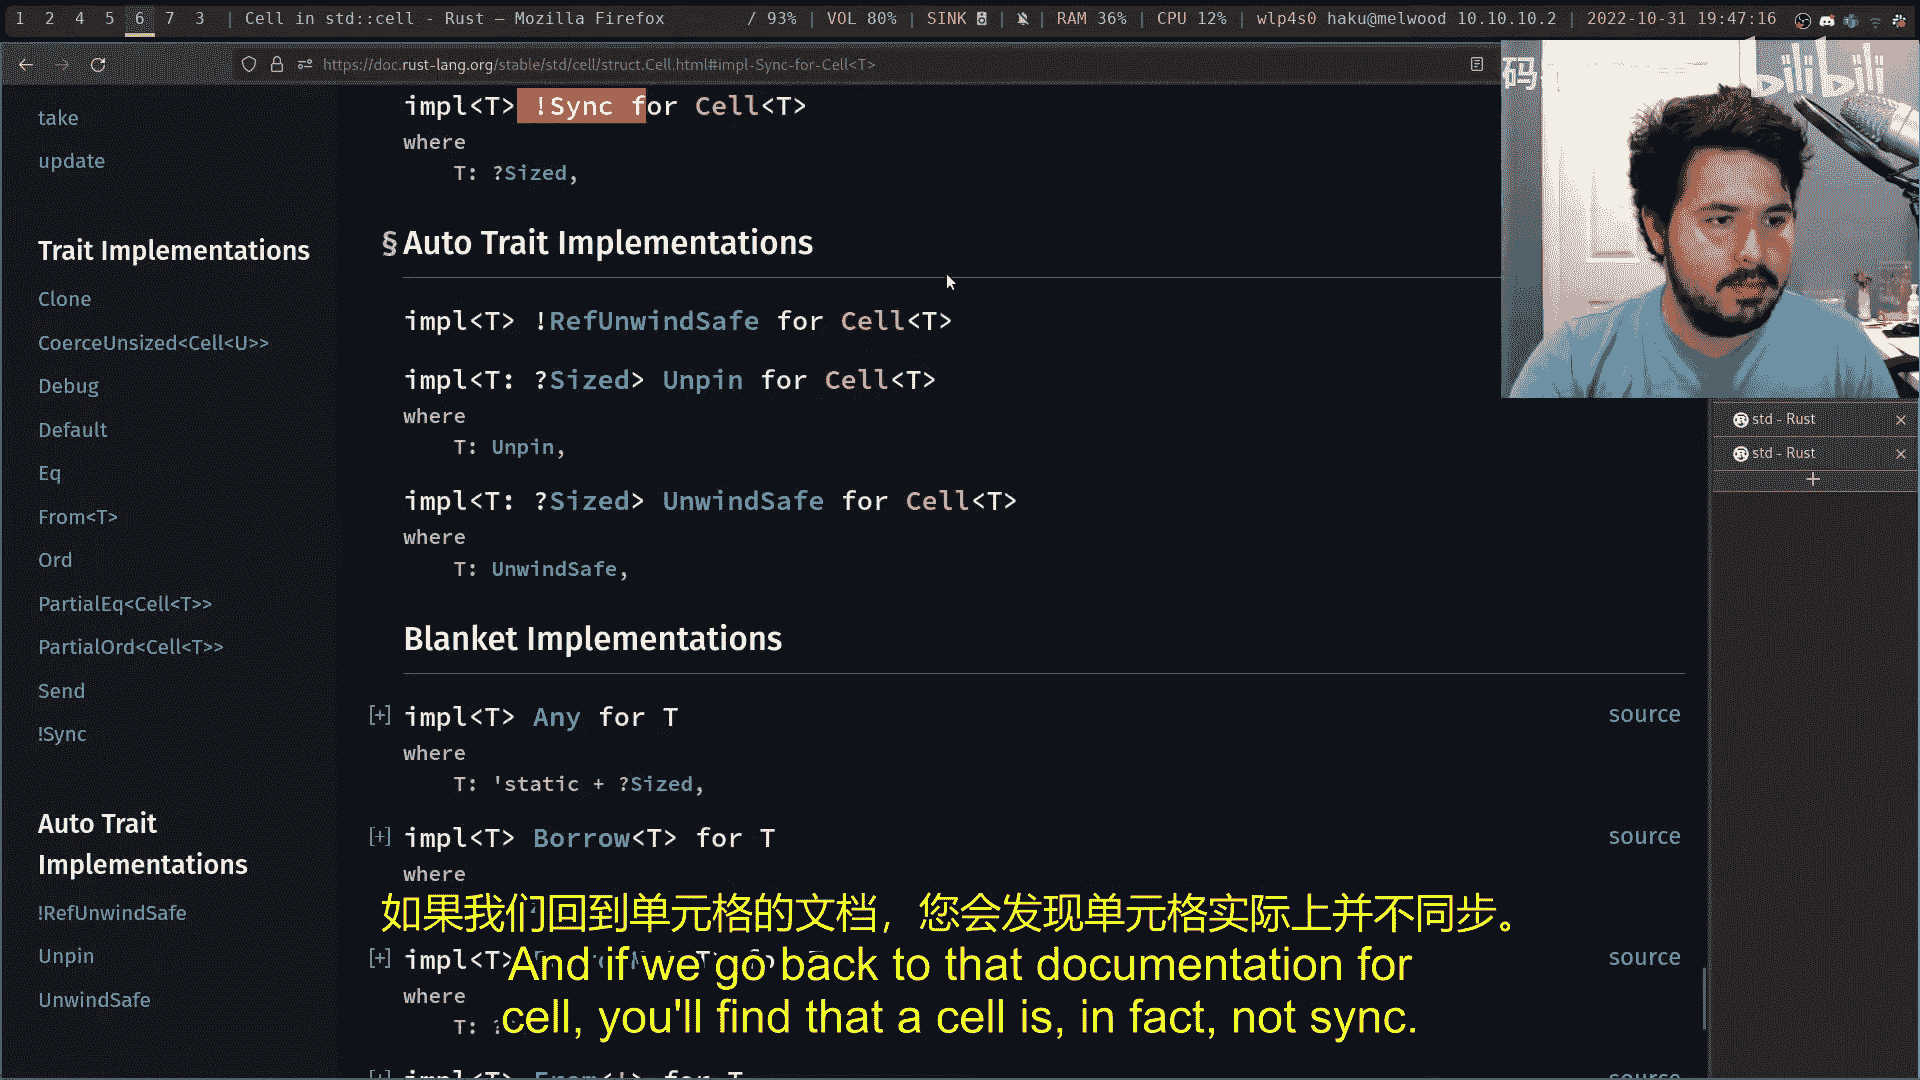 1 2 4 5 6 7 3 | Cell in std::cell - Rust — Mozilla Firefox / 93% | VOL 80% | SINK | | RAM 36% | CPU 12% | wlp4s0 haku@melwood 10.10.10.2 | 2022-10-31 19:47:16
https://doc.rust-lang.org/stable/std/cell/struct.Cell.html#impl-Sync-for-Cell<T>
码
bilibili
take
update
Trait Implementations
Clone
CoerceUnsized<Cell<U>>
Debug
Default
Eq
From<T>
Ord
PartialEq<Cell<T>>
PartialOrd<Cell<T>>
Send
!Sync
Auto Trait
Implementations
!RefUnwindSafe
Unpin
UnwindSafe
impl<T> !Sync for Cell<T>
where
T: ?Sized,
§Auto Trait Implementations
impl<T> !RefUnwindSafe for Cell<T>
impl<T: ?Sized> Unpin for Cell<T>
where
T: Unpin,
impl<T: ?Sized> UnwindSafe for Cell<T>
where
T: UnwindSafe,
Blanket Implementations
[+] impl<T> Any for T source
where
T: 'static + ?Sized,
[+] impl<T> Borrow<T> for T source
where
[+] impl<T> source
where
T:
impl<T> From<!> for T source
std - Rust
std - Rust
如果我们回到单元格的文档，您会发现单元格实际上并不同步。
And if we go back to that documentation for
cell, you'll find that a cell is, in fact, not sync.